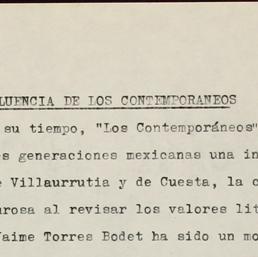 LUENCIA DE LOS CONTEMPORANEOS
su tiempo, "Los Contemporáneos"
s generaciones mexicanas una in
e Villaurrutia y de Cuesta, la c
urosa al revisar los valores lit
Jaime Torres Bodet ha sido un mo